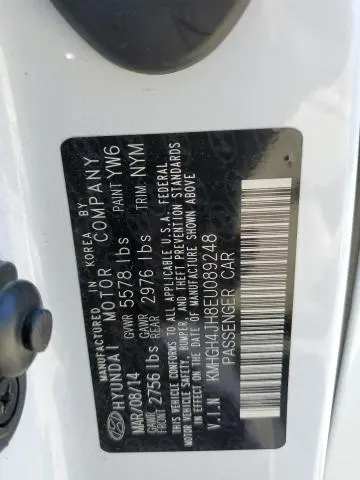 MANUFACTURED IN KOREA BY
HYUNDAI MOTOR COMPANY
MAR/08/14 GVWR 5578 lbs PAINT YW6
GAWR FRONT 2756 lbs GAWR REAR 2976 lbs TRIM NYM
THIS VEHICLE CONFORMS TO ALL APPLICABLE U.S.A. FEDERAL
MOTOR VEHICLE SAFETY, BUMPER, AND THEFT PREVENTION STANDARDS
IN EFFECT ON THE DATE OF MANUFACTURE SHOWN ABOVE
V.I.N KMHGH4JH8EU089248
PASSENGER CAR